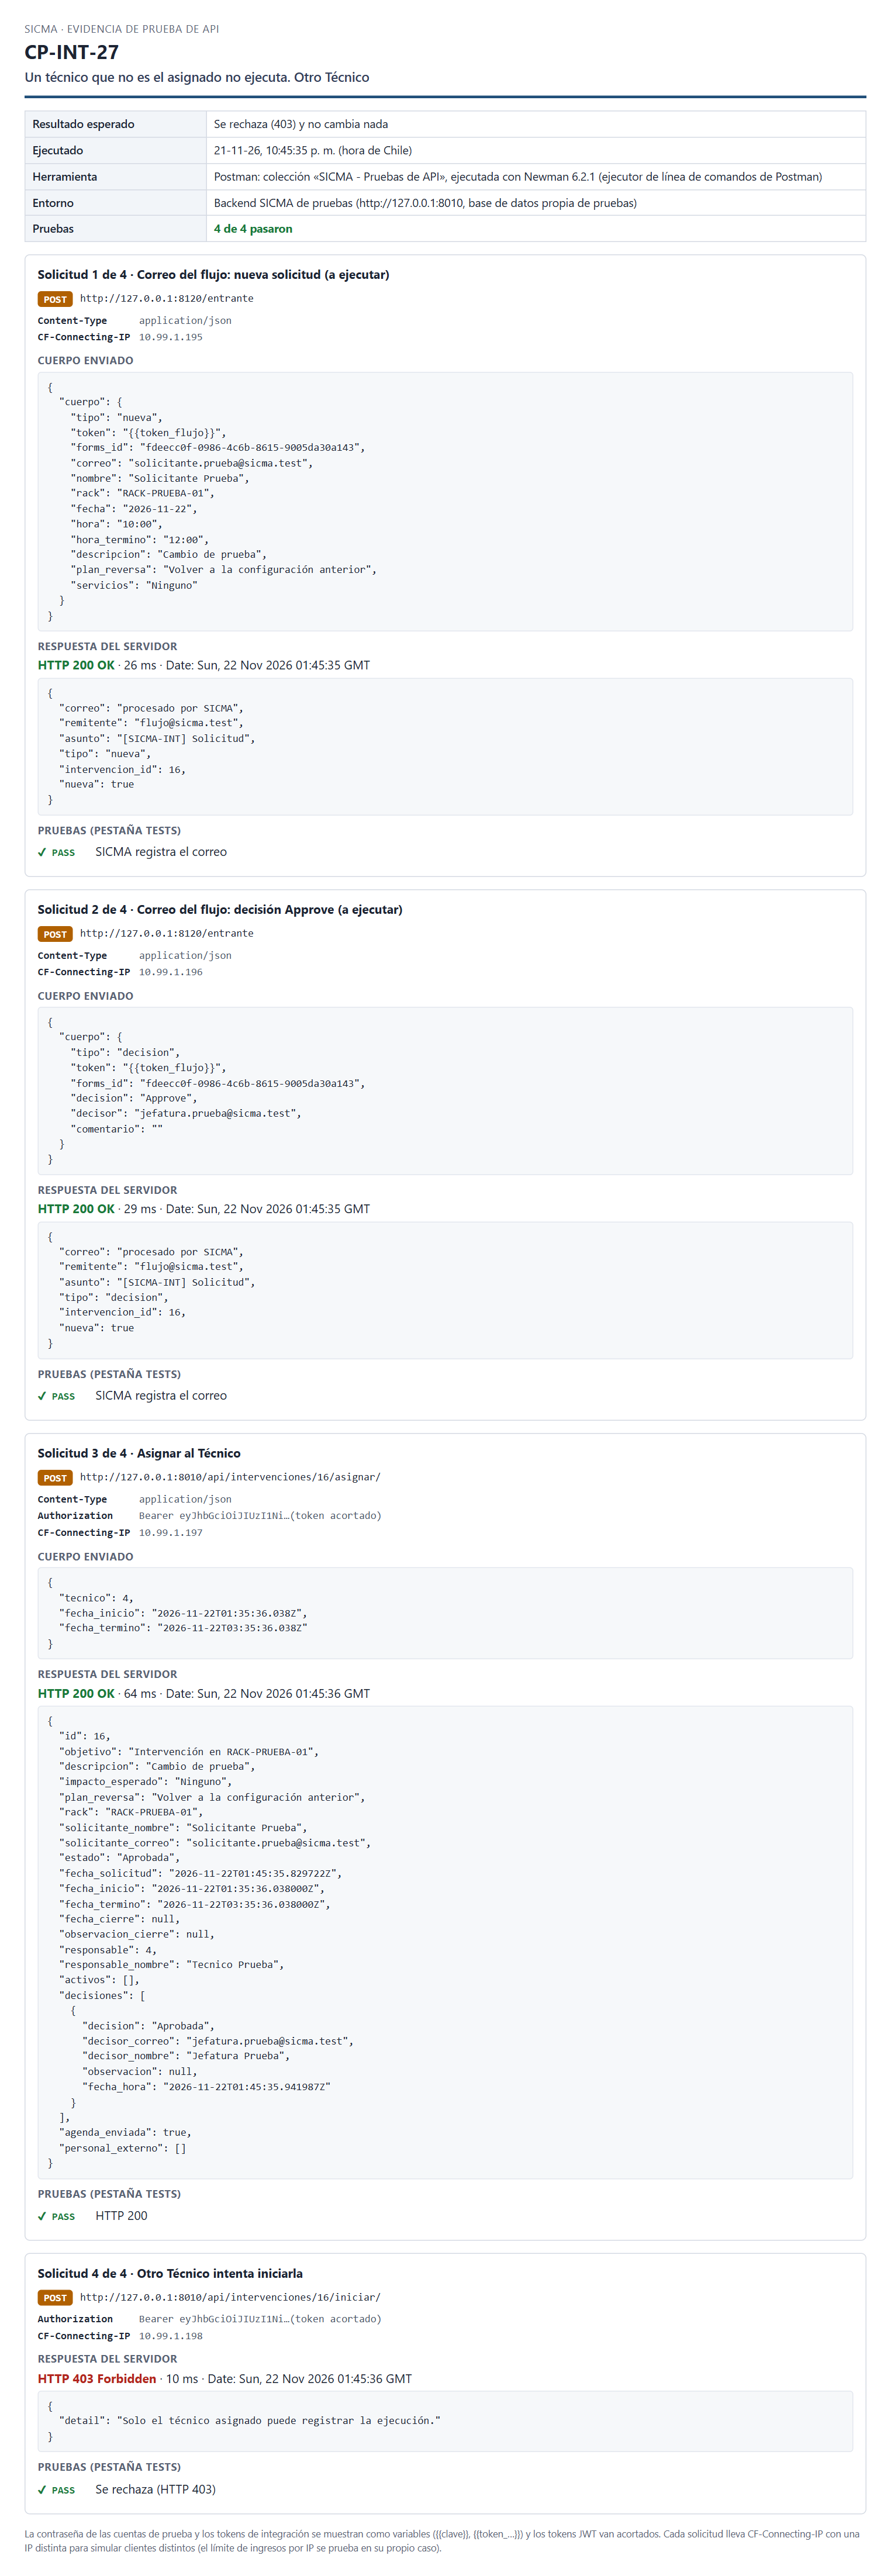 SICMA · EVIDENCIA DE PRUEBA DE API
CP-INT-27
Un técnico que no es el asignado no ejecuta. Otro Técnico
Resultado esperado Se rechaza (403) y no cambia nada
Ejecutado 21-11-26, 10:45:35 p. m. (hora de Chile)
Herramienta Postman: colección «SICMA - Pruebas de API», ejecutada con Newman 6.2.1 (ejecutor de línea de comandos de Postman)
Entorno Backend SICMA de pruebas (http://127.0.0.1:8010, base de datos propia de pruebas)
Pruebas 4 de 4 pasaron
Solicitud 1 de 4 · Correo del flujo: nueva solicitud (a ejecutar)
POST http://127.0.0.1:8120/entrante
Content-Type application/json
CF-Connecting-IP 10.99.1.195
CUERPO ENVIADO
{
  "cuerpo": {
    "tipo": "nueva",
    "token": "{{token_flujo}}",
    "forms_id": "fdeecc0f-0986-4c6b-8615-9005da30a143",
    "correo": "solicitante.prueba@sicma.test",
    "nombre": "Solicitante Prueba",
    "rack": "RACK-PRUEBA-01",
    "fecha": "2026-11-22",
    "hora": "10:00",
    "hora_termino": "12:00",
    "descripcion": "Cambio de prueba",
    "plan_reversa": "Volver a la configuración anterior",
    "servicios": "Ninguno"
  }
}
RESPUESTA DEL SERVIDOR
HTTP 200 OK · 26 ms · Date: Sun, 22 Nov 2026 01:45:35 GMT
{
  "correo": "procesado por SICMA",
  "remitente": "flujo@sicma.test",
  "asunto": "[SICMA-INT] Solicitud",
  "tipo": "nueva",
  "intervencion_id": 16,
  "nueva": true
}
PRUEBAS (PESTAÑA TESTS)
✓ PASS SICMA registra el correo
Solicitud 2 de 4 · Correo del flujo: decisión Approve (a ejecutar)
POST http://127.0.0.1:8120/entrante
Content-Type application/json
CF-Connecting-IP 10.99.1.196
CUERPO ENVIADO
{
  "cuerpo": {
    "tipo": "decision",
    "token": "{{token_flujo}}",
    "forms_id": "fdeecc0f-0986-4c6b-8615-9005da30a143",
    "decision": "Approve",
    "decisor": "jefatura.prueba@sicma.test",
    "comentario": ""
  }
}
RESPUESTA DEL SERVIDOR
HTTP 200 OK · 29 ms · Date: Sun, 22 Nov 2026 01:45:35 GMT
{
  "correo": "procesado por SICMA",
  "remitente": "flujo@sicma.test",
  "asunto": "[SICMA-INT] Solicitud",
  "tipo": "decision",
  "intervencion_id": 16,
  "nueva": true
}
PRUEBAS (PESTAÑA TESTS)
✓ PASS SICMA registra el correo
Solicitud 3 de 4 · Asignar al Técnico
POST http://127.0.0.1:8010/api/intervenciones/16/asignar/
Content-Type application/json
Authorization Bearer eyJhbGciOiJIUzI1Ni…(token acortado)
CF-Connecting-IP 10.99.1.197
CUERPO ENVIADO
{
  "tecnico": 4,
  "fecha_inicio": "2026-11-22T01:35:36.038Z",
  "fecha_termino": "2026-11-22T03:35:36.038Z"
}
RESPUESTA DEL SERVIDOR
HTTP 200 OK · 64 ms · Date: Sun, 22 Nov 2026 01:45:36 GMT
{
  "id": 16,
  "objetivo": "Intervención en RACK-PRUEBA-01",
  "descripcion": "Cambio de prueba",
  "impacto_esperado": "Ninguno",
  "plan_reversa": "Volver a la configuración anterior",
  "rack": "RACK-PRUEBA-01",
  "solicitante_nombre": "Solicitante Prueba",
  "solicitante_correo": "solicitante.prueba@sicma.test",
  "estado": "Aprobada",
  "fecha_solicitud": "2026-11-22T01:45:35.829722Z",
  "fecha_inicio": "2026-11-22T01:35:36.038000Z",
  "fecha_termino": "2026-11-22T03:35:36.038000Z",
  "fecha_cierre": null,
  "observacion_cierre": null,
  "responsable": 4,
  "responsable_nombre": "Tecnico Prueba",
  "activos": [],
  "decisiones": [
    {
      "decision": "Aprobada",
      "decisor_correo": "jefatura.prueba@sicma.test",
      "decisor_nombre": "Jefatura Prueba",
      "observacion": null,
      "fecha_hora": "2026-11-22T01:45:35.941987Z"
    }
  ],
  "agenda_enviada": true,
  "personal_externo": []
}
PRUEBAS (PESTAÑA TESTS)
✓ PASS HTTP 200
Solicitud 4 de 4 · Otro Técnico intenta iniciarla
POST http://127.0.0.1:8010/api/intervenciones/16/iniciar/
Authorization Bearer eyJhbGciOiJIUzI1Ni…(token acortado)
CF-Connecting-IP 10.99.1.198
RESPUESTA DEL SERVIDOR
HTTP 403 Forbidden · 10 ms · Date: Sun, 22 Nov 2026 01:45:36 GMT
{
  "detail": "Solo el técnico asignado puede registrar la ejecución."
}
PRUEBAS (PESTAÑA TESTS)
✓ PASS Se rechaza (HTTP 403)
La contraseña de las cuentas de prueba y los tokens de integración se muestran como variables ({{clave}}, {{token_...}}) y los tokens JWT van acortados. Cada solicitud lleva CF-Connecting-IP con una
IP distinta para simular clientes distintos (el límite de ingresos por IP se prueba en su propio caso).